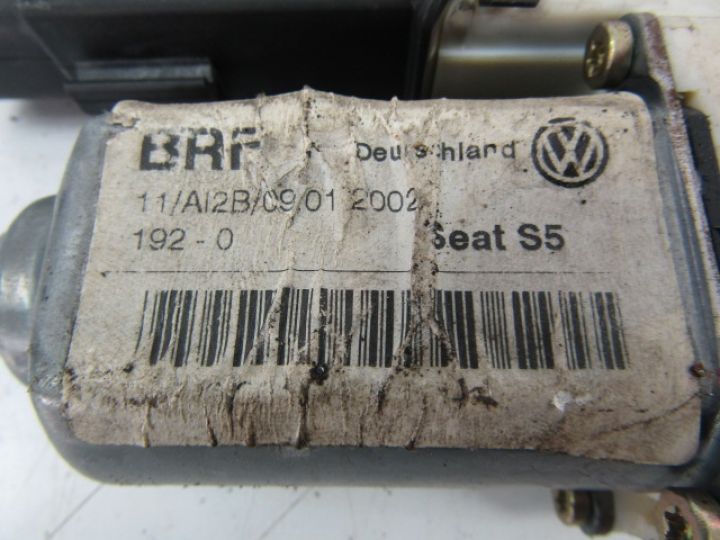 BRF Deutschland
11/AI2B/09.01.2002
192 - 0 Seat S5